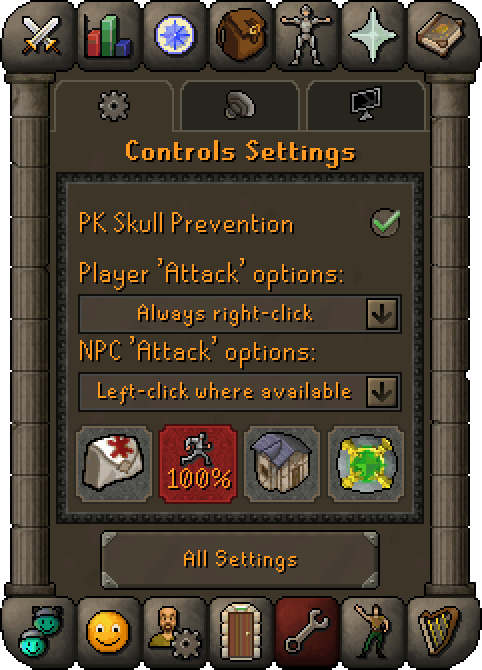 Controls Settings
PK Skull Prevention
Player 'Attack' options:
Always right-click
NPC 'Attack' options:
Left-click where available
100%
All Settings